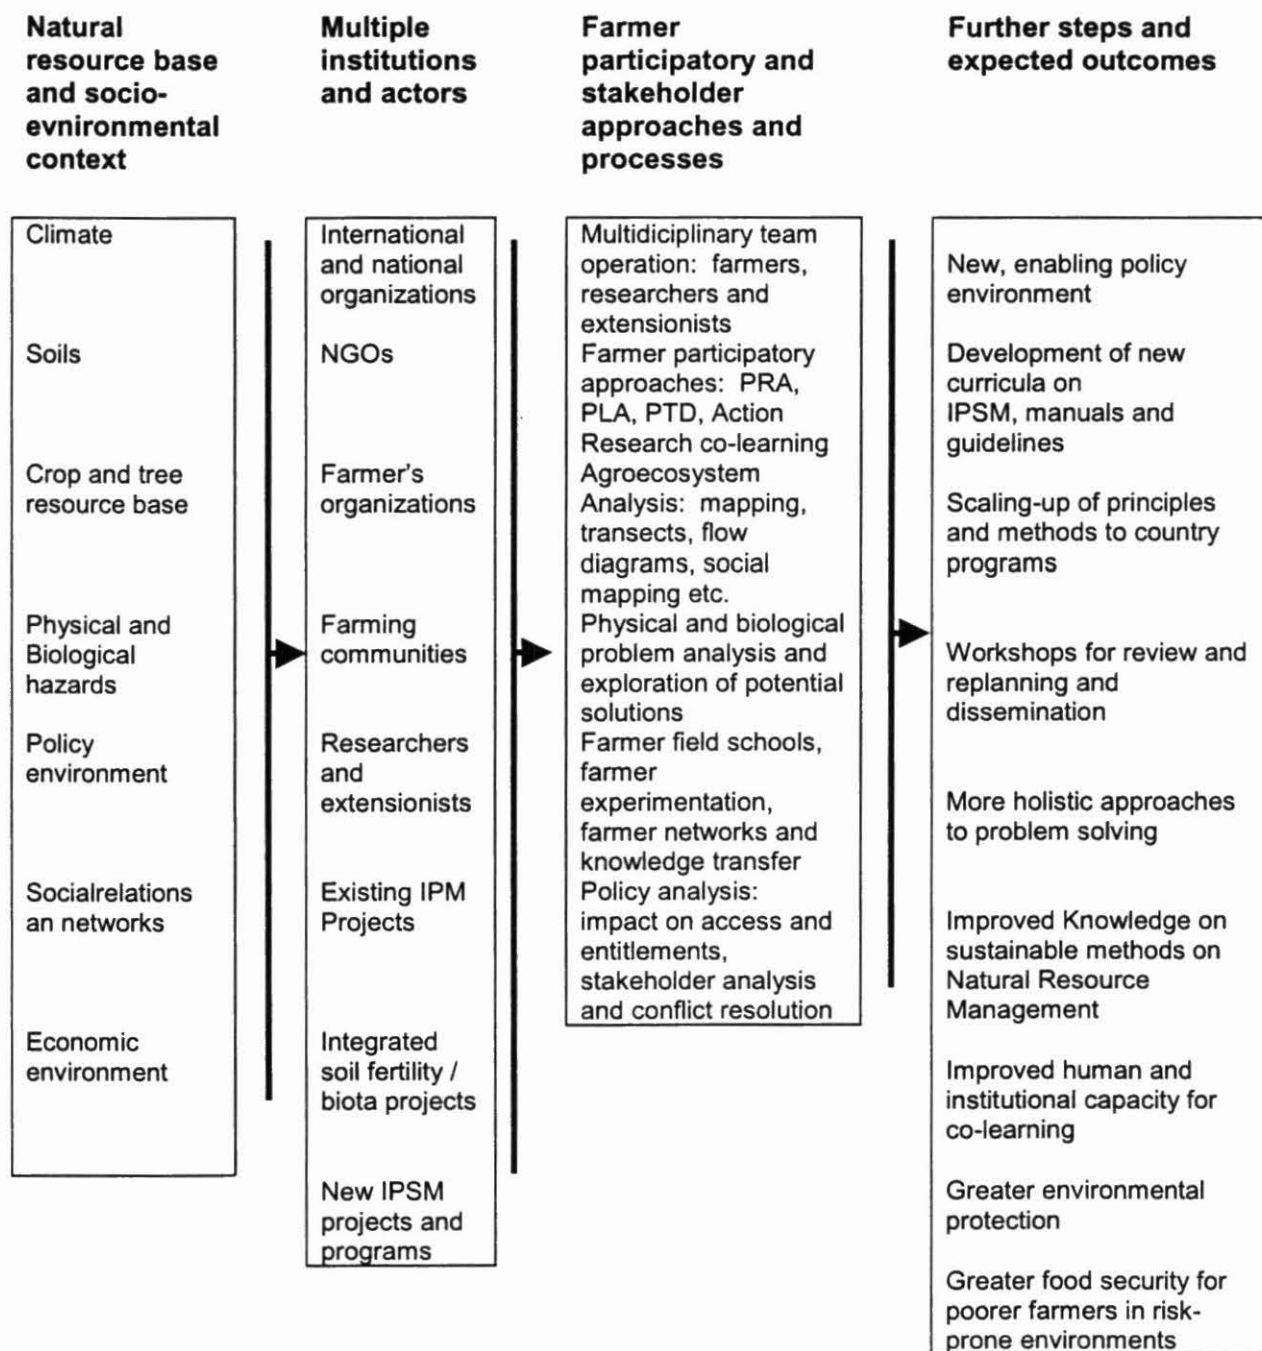 Natural
resource base
and socio-
evnironmental
context
Multiple
institutions
and actors
Farmer
participatory and
stakeholder
approaches and
processes
Further steps and
expected outcomes
Climate
Soils
Crop and tree
resource base
Physical and
Biological
hazards
Policy
environment
Socialrelations
an networks
Economic
environment
International
and national
organizations
NGOs
Farmer's
organizations
Farming
communities
Researchers
and
extensionists
Existing IPM
Projects
Integrated
soil fertility /
biota projects
New IPSM
projects and
programs
Multidiciplinary team
operation: farmers,
researchers and
extensionists
Farmer participatory
approaches: PRA,
PLA, PTD, Action
Research co-learning
Agroecosystem
Analysis: mapping,
transects, flow
diagrams, social
mapping etc.
Physical and biological
problem analysis and
exploration of potential
solutions
Farmer field schools,
farmer
experimentation,
farmer networks and
knowledge transfer
Policy analysis:
impact on access and
entitlements,
stakeholder analysis
and conflict resolution
New, enabling policy
environment
Development of new
curricula on
IPSM, manuals and
guidelines
Scaling-up of principles
and methods to country
programs
Workshops for review and
replanning and
dissemination
More holistic approaches
to problem solving
Improved Knowledge on
sustainable methods on
Natural Resource
Management
Improved human and
institutional capacity for
co-learning
Greater environmental
protection
Greater food security for
poorer farmers in risk-
prone environments